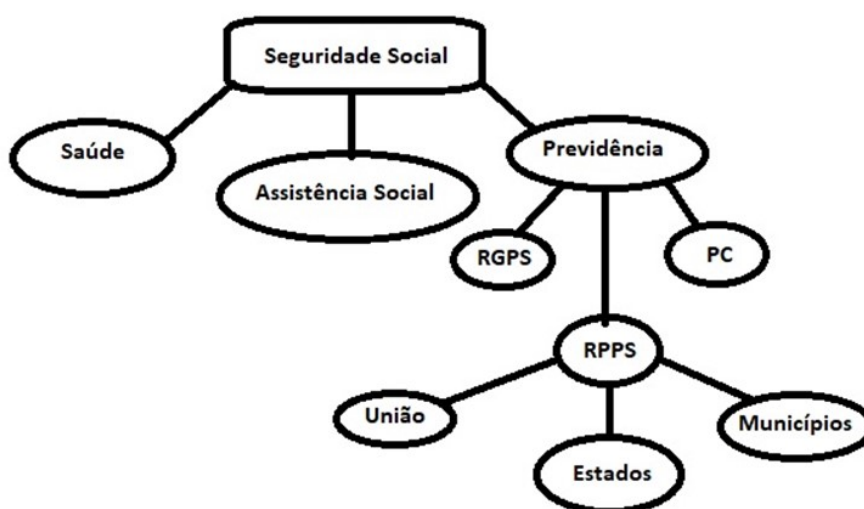 Seguridade Social
Saúde
Assistência Social
Previdência
RGPS
PC
RPPS
União
Estados
Municípios